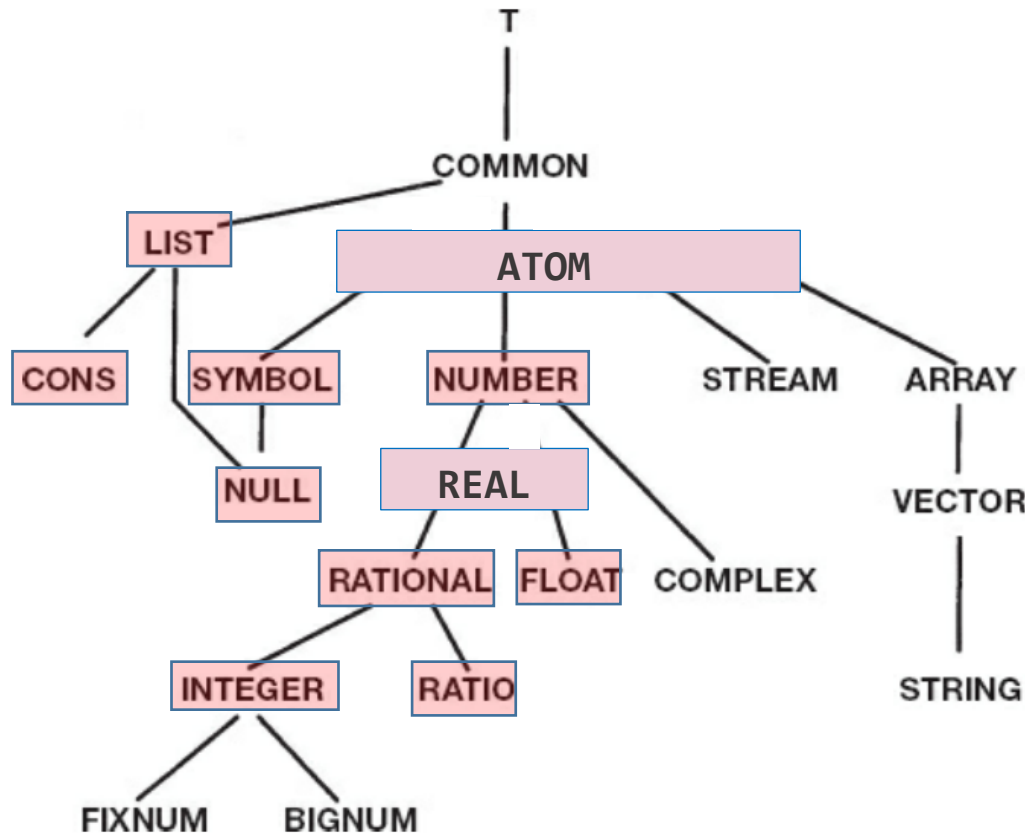 T
COMMON
LIST
ATOM
CONS
SYMBOL
NUMBER
STREAM
ARRAY
NULL
REAL
VECTOR
RATIONAL
FLOAT
COMPLEX
INTEGER
RATIO
STRING
FIXNUM
BIGNUM